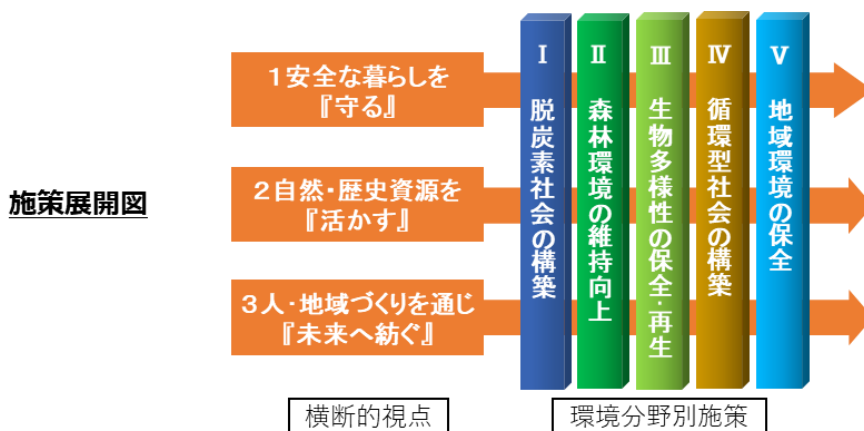 施策展開図
1安全な暮らしを
『守る』
2自然・歴史資源を
『活かす』
3人・地域づくりを通じ
『未来へ紡ぐ』
Ⅰ 脱炭素社会の構築
Ⅱ 森林環境の維持向上
Ⅲ 生物多様性の保全・再生
Ⅳ 循環型社会の構築
Ⅴ 地域環境の保全
横断的視点
環境分野別施策